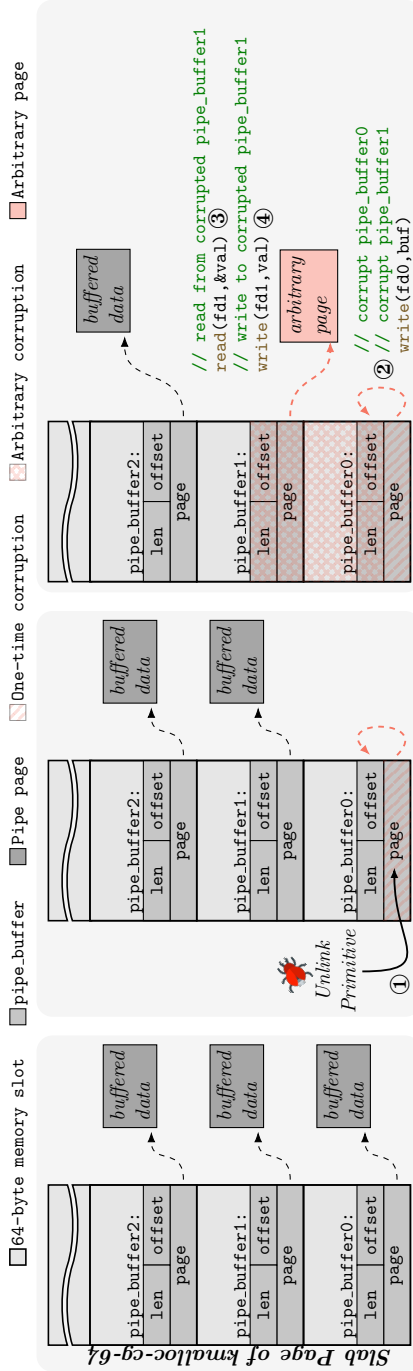 64-byte memory slot
pipe_buffer
Pipe page
One-time corruption
Arbitrary corruption
Arbitrary page
Slab Page of kmalloc-cg-64
pipe_buffer2:
len
offset
page
buffered
data
pipe_buffer1:
len
offset
page
buffered
data
pipe_buffer0:
len
offset
page
buffered
data
pipe_buffer2:
len
offset
page
buffered
data
pipe_buffer1:
len
offset
page
buffered
data
pipe_buffer0:
len
offset
page
Unlink
Primitive
①
pipe_buffer2:
len
offset
page
buffered
data
pipe_buffer1:
len
offset
page
arbitrary
page
pipe_buffer0:
len
offset
page
// read from corrupted pipe_buffer1
read(fd1,&val) ③
// write to corrupted pipe_buffer1
write(fd1,val) ④
// corrupt pipe_buffer0
② // corrupt pipe_buffer1
write(fd0,buf)